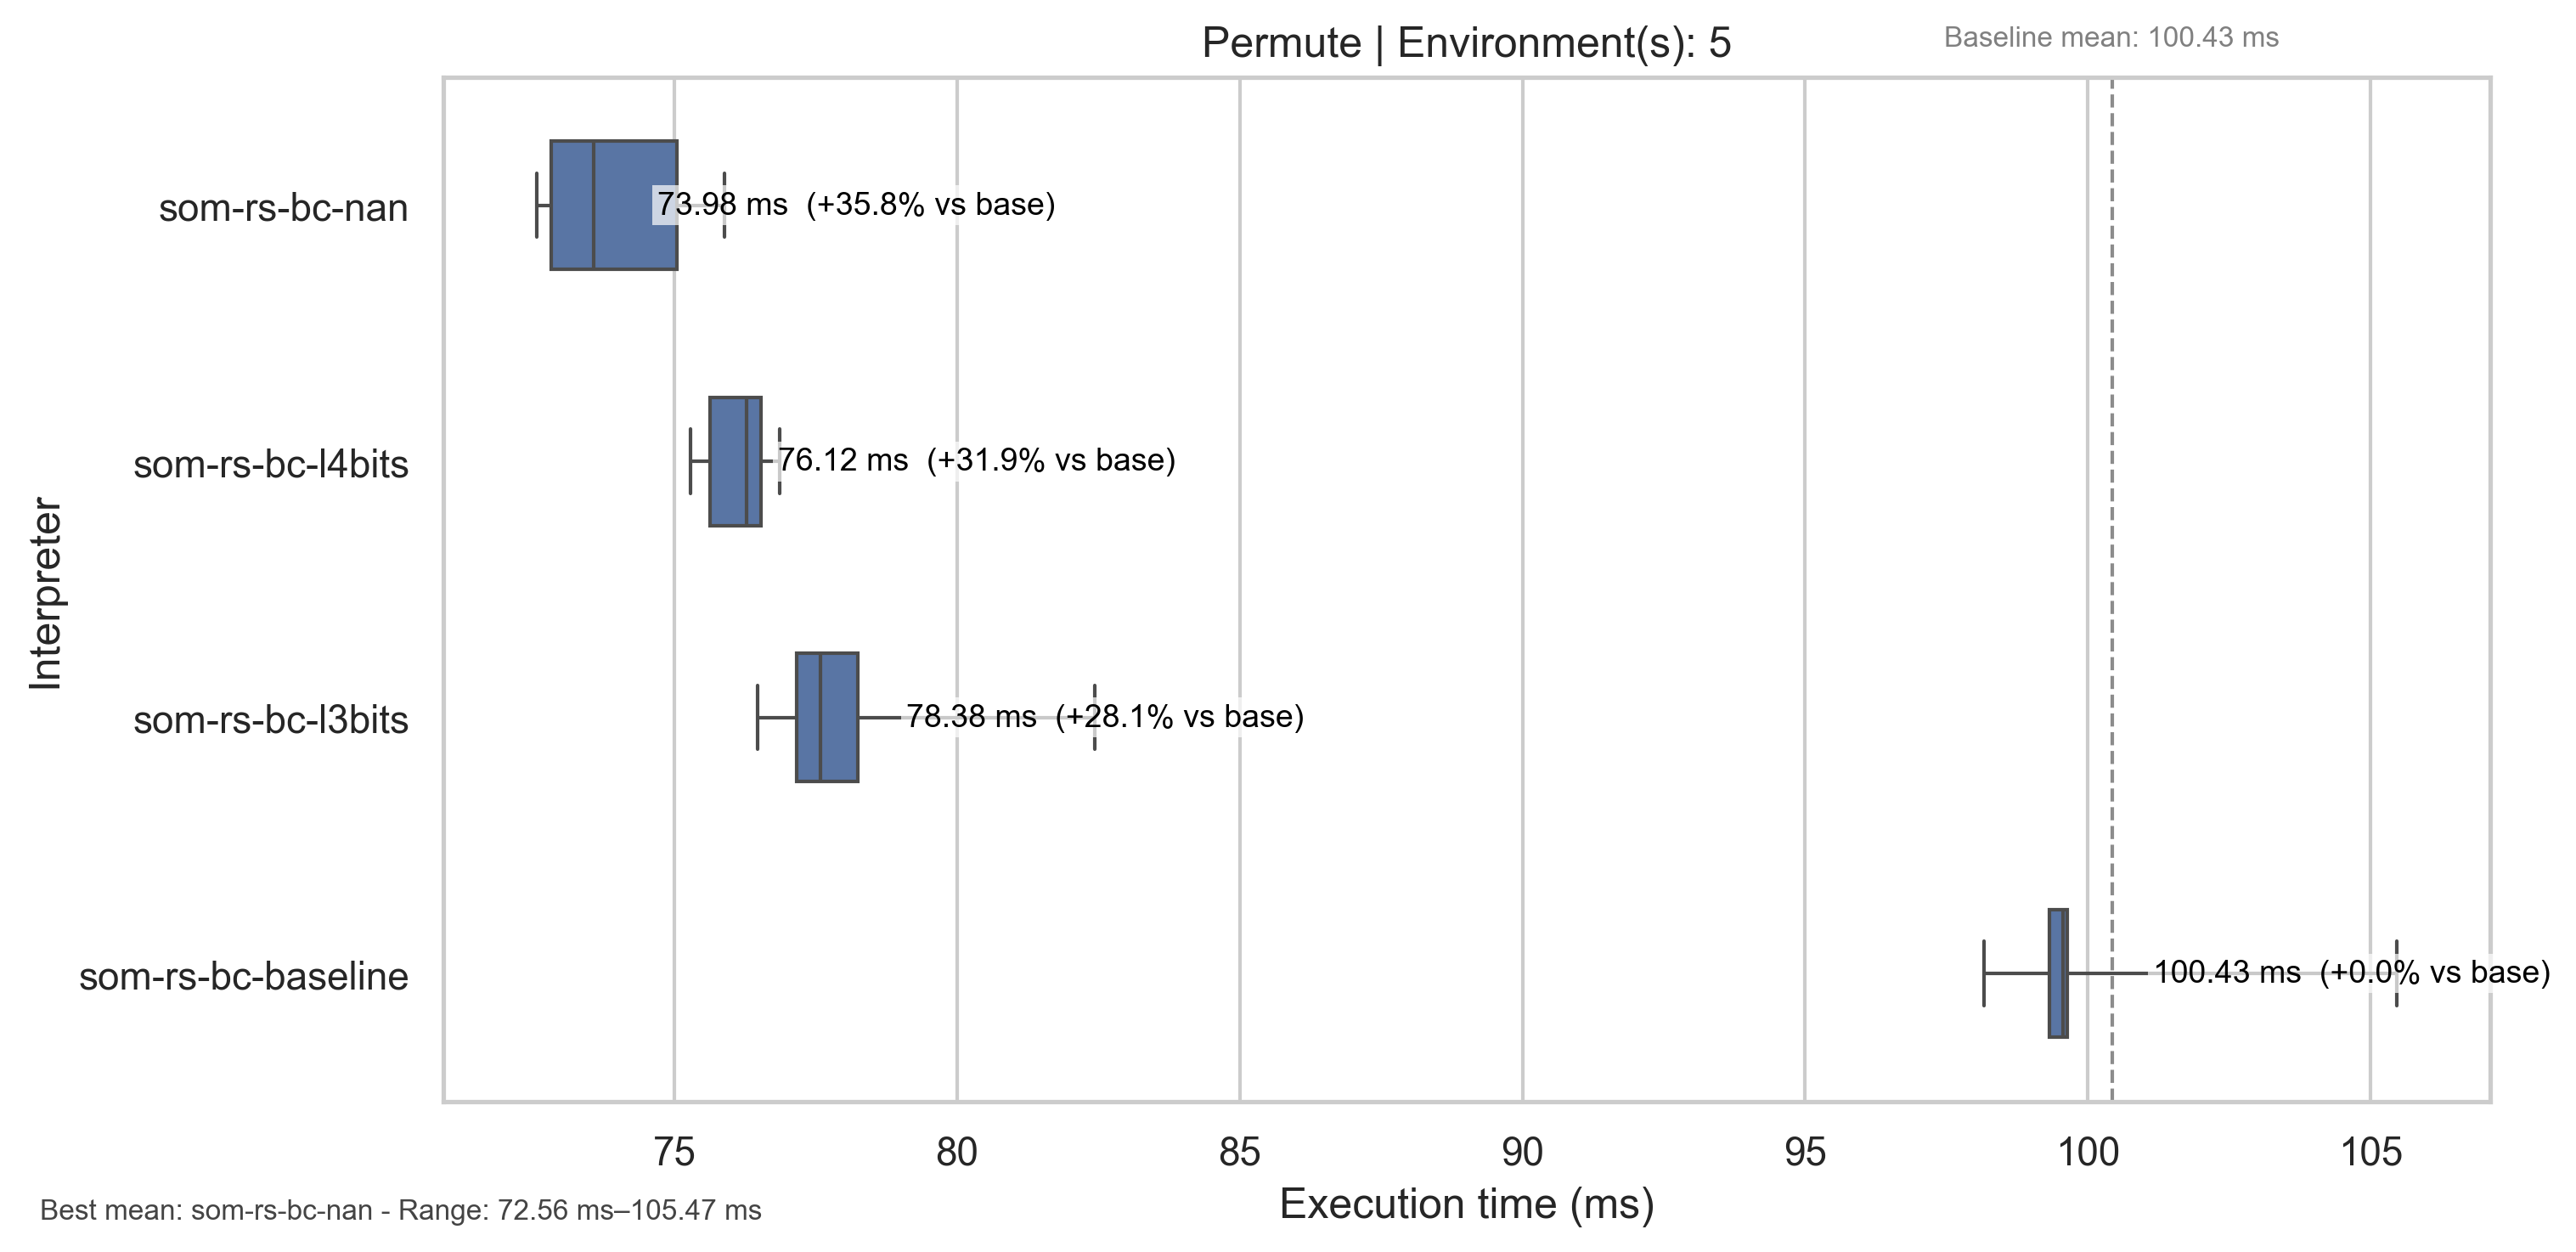 Permute | Environment(s): 5
Baseline mean: 100.43 ms
Interpreter
som-rs-bc-nan
73.98 ms  (+35.8% vs base)
som-rs-bc-l4bits
76.12 ms  (+31.9% vs base)
som-rs-bc-l3bits
78.38 ms  (+28.1% vs base)
som-rs-bc-baseline
100.43 ms  (+0.0% vs base)
75 80 85 90 95 100 105
Execution time (ms)
Best mean: som-rs-bc-nan - Range: 72.56 ms–105.47 ms